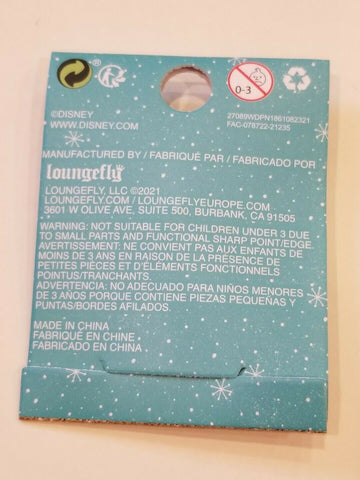 0-3
©DISNEY
WWW.DISNEY.COM
27089WDPN1861082321
FAC-078722-21235
MANUFACTURED BY / FABRIQUÉ PAR / FABRICADO POR
loungefly
LOUNGEFLY, LLC ©2021
LOUNGEFLY.COM / LOUNGEFLYEUROPE.COM
3601 W OLIVE AVE, SUITE 500, BURBANK, CA 91505
WARNING: NOT SUITABLE FOR CHILDREN UNDER 3 DUE
TO SMALL PARTS AND FUNCTIONAL SHARP POINT/EDGE.
AVERTISSEMENT: NE CONVIENT PAS AUX ENFANTS DE
MOINS DE 3 ANS EN RAISON DE LA PRÉSENCE DE
PETITES PIÈCES ET D'ÉLÉMENTS FONCTIONNELS
POINTUS/TRANCHANTS.
ADVERTENCIA: NO ADECUADO PARA NIÑOS MENORES
DE 3 AÑOS PORQUE CONTIENE PIEZAS PEQUEÑAS Y
PUNTAS/BORDES AFILADOS.
MADE IN CHINA
FABRIQUÉ EN CHINE
FABRICADO EN CHINA